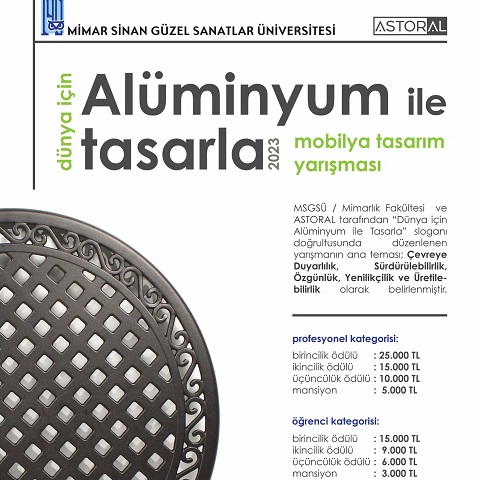 MİMAR SİNAN GÜZEL SANATLAR ÜNİVERSİTESİ
ASTORAL
dünya için
Alüminyum ile
tasarla 2023
mobilya tasarım
yarışması
MSGSÜ / Mimarlık Fakültesi ve
ASTORAL tarafından “Dünya için
Alüminyum ile Tasarla” sloganı
doğrultusunda düzenlenen
yarışmanın ana teması; Çevreye
Duyarlılık, Sürdürülebilirlik,
Özgünlük, Yenilikçilik ve Üretile-
bilirlik olarak belirlenmiştir.
profesyonel kategorisi:
birincilik ödülü : 25.000 TL
ikincilik ödülü : 15.000 TL
üçüncülük ödülü : 10.000 TL
mansiyon : 5.000 TL
öğrenci kategorisi:
birincilik ödülü : 15.000 TL
ikincilik ödülü : 9.000 TL
üçüncülük ödülü : 6.000 TL
mansiyon : 3.000 TL